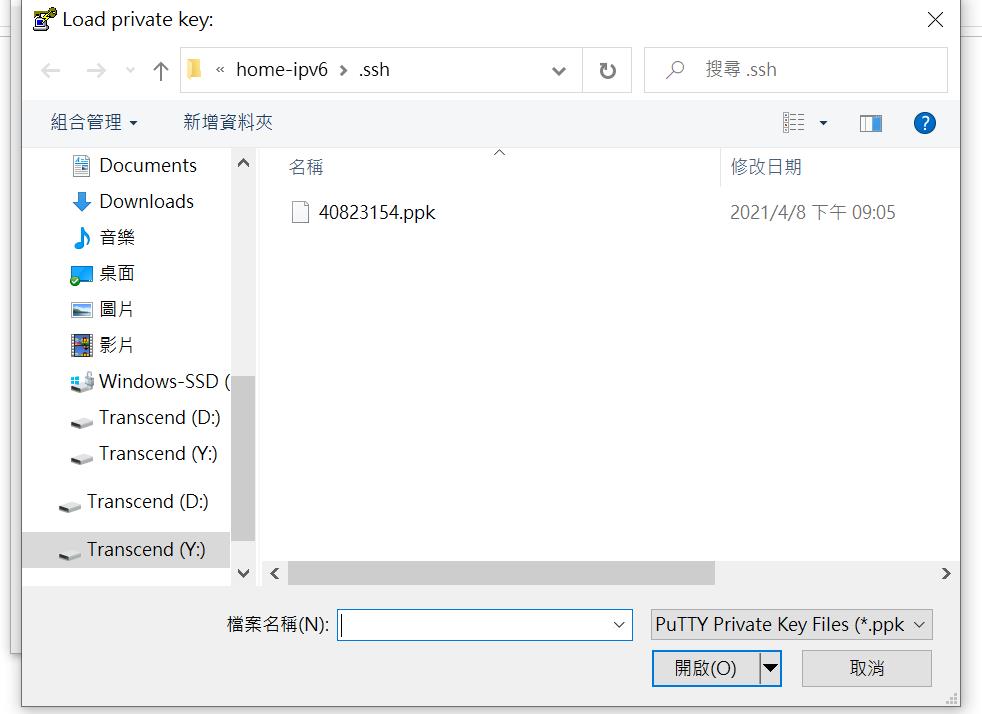 Load private key:
« home-ipv6 › .ssh
搜尋 .ssh
組合管理
新增資料夾
?
名稱
修改日期
40823154.ppk
2021/4/8 下午 09:05
Documents
Downloads
音樂
桌面
圖片
影片
Windows-SSD (
Transcend (D:)
Transcend (Y:)
Transcend (D:)
Transcend (Y:)
檔案名稱(N):
PuTTY Private Key Files (*.ppk
開啟(O)
取消